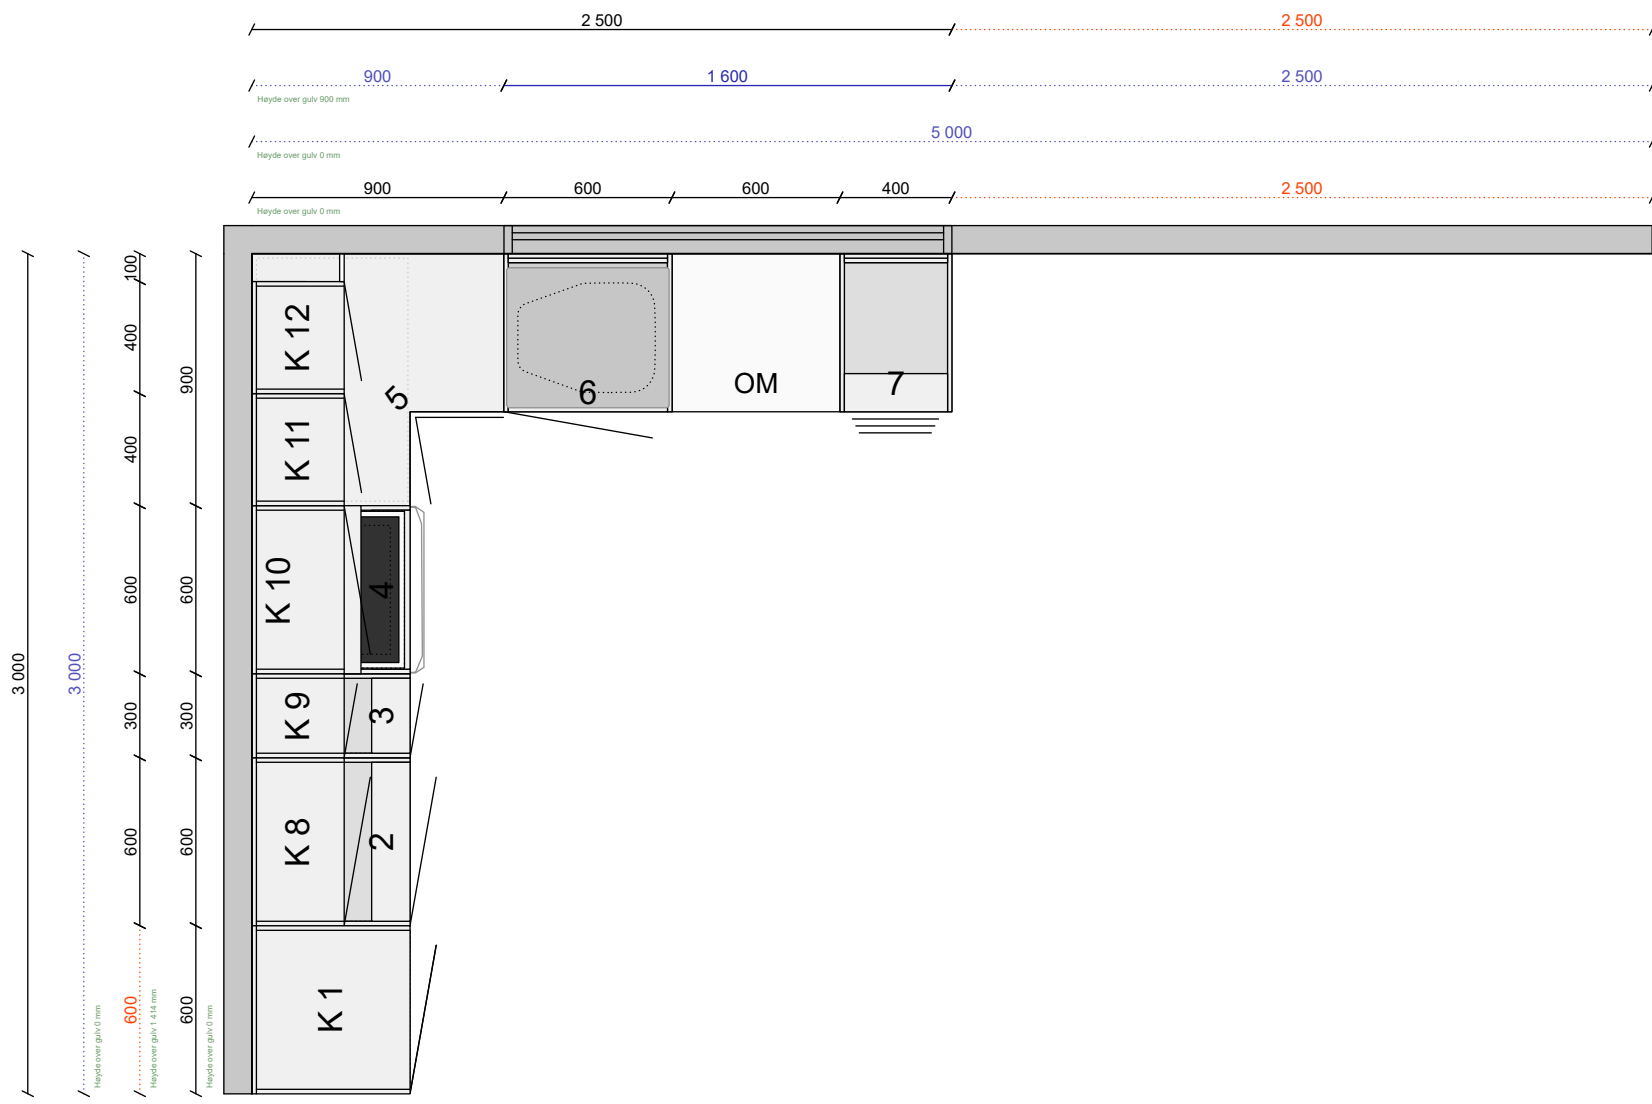 2 500
2 500
900
1 600
2 500
Høyde over gulv 900 mm
5 000
Høyde over gulv 0 mm
900
600
600
400
2 500
Høyde over gulv 0 mm
100
400
400
600
300
600
600
900
600
300
600
600
3 000
3 000
Høyde over gulv 0 mm
Høyde over gulv 1 414 mm
Høyde over gulv 0 mm
K 12
K 11
K 10
K 9
K 8
K 1
5
6
OM
7
4
3
2